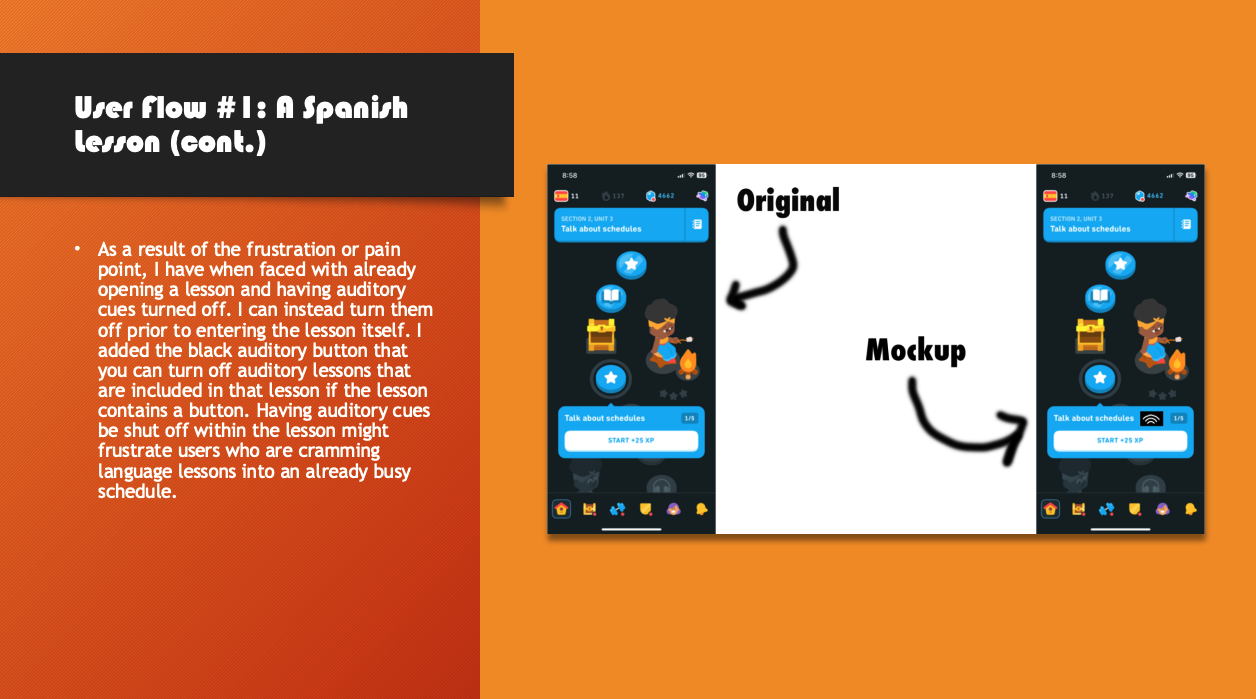 User Flow #1: A Spanish
Lesson (cont.)
• As a result of the frustration or pain
point, I have when faced with already
opening a lesson and having auditory
cues turned off. I can instead turn them
off prior to entering the lesson itself. I
added the black auditory button that
you can turn off auditory lessons that
are included in that lesson if the lesson
contains a button. Having auditory cues
be shut off within the lesson might
frustrate users who are cramming
language lessons into an already busy
schedule.
8:58 95
11 137 4662
SECTION 2, UNIT 3
Talk about schedules
Talk about schedules 1/5
START +25 XP
Original
Mockup
8:58 95
11 137 4662
SECTION 2, UNIT 3
Talk about schedules
Talk about schedules 1/5
START +25 XP